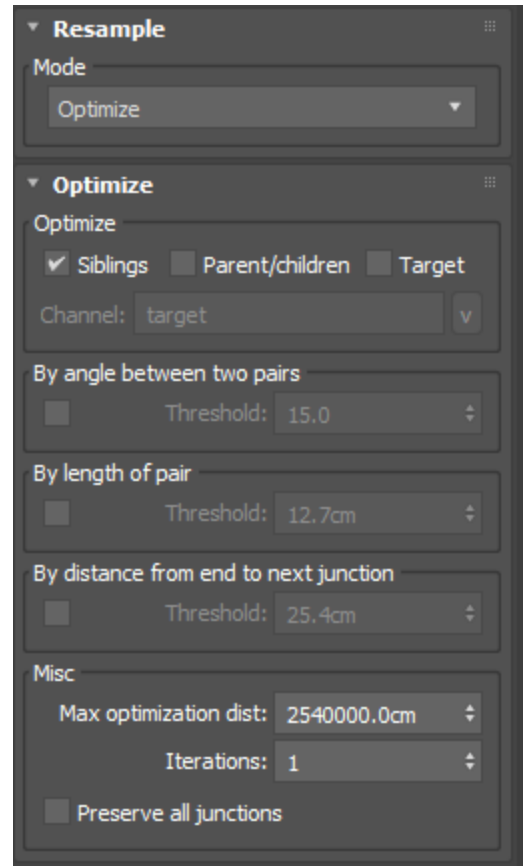 Resample
Mode
Optimize
Optimize
Optimize
Siblings Parent/children Target
Channel: target v
By angle between two pairs
Threshold: 15.0
By length of pair
Threshold: 12.7cm
By distance from end to next junction
Threshold: 25.4cm
Misc
Max optimization dist: 2540000.0cm
Iterations: 1
Preserve all junctions